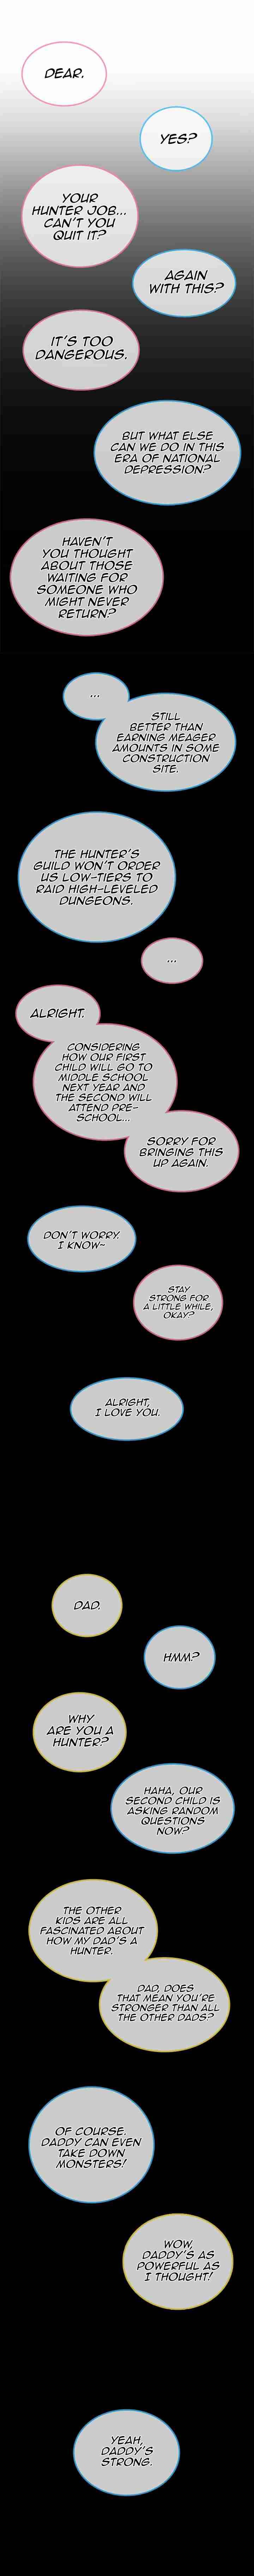 DEAR.
YES?
YOUR
HUNTER JOB...
CAN'T YOU
QUIT IT?
AGAIN
WITH THIS?
IT'S TOO
DANGEROUS.
BUT WHAT ELSE
CAN WE DO IN THIS
ERA OF NATIONAL
DEPRESSION?
HAVEN'T
YOU THOUGHT
ABOUT THOSE
WAITING FOR
SOMEONE WHO
MIGHT NEVER
RETURN?
...
STILL
BETTER THAN
EARNING MEAGER
AMOUNTS IN SOME
CONSTRUCTION
SITE.
THE HUNTER'S
GUILD WON'T ORDER
US LOW-TIERS TO
RAID HIGH-LEVELED
DUNGEONS.
...
ALRIGHT.
CONSIDERING
HOW OUR FIRST
CHILD WILL GO TO
MIDDLE SCHOOL
NEXT YEAR AND
THE SECOND WILL
ATTEND PRE-
SCHOOL...
SORRY FOR
BRINGING THIS
UP AGAIN.
DON'T WORRY.
I KNOW~
STAY
STRONG FOR
A LITTLE WHILE,
OKAY?
ALRIGHT,
I LOVE YOU.
DAD.
HMM?
WHY
ARE YOU A
HUNTER?
HAHA, OUR
SECOND CHILD IS
ASKING RANDOM
QUESTIONS
NOW?
THE OTHER
KIDS ARE ALL
FASCINATED ABOUT
HOW MY DAD'S A
HUNTER.
DAD, DOES
THAT MEAN YOU'RE
STRONGER THAN ALL
THE OTHER DADS?
OF COURSE.
DADDY CAN EVEN
TAKE DOWN
MONSTERS!
WOW,
DADDY'S AS
POWERFUL AS
I THOUGHT!
YEAH,
DADDY'S
STRONG.